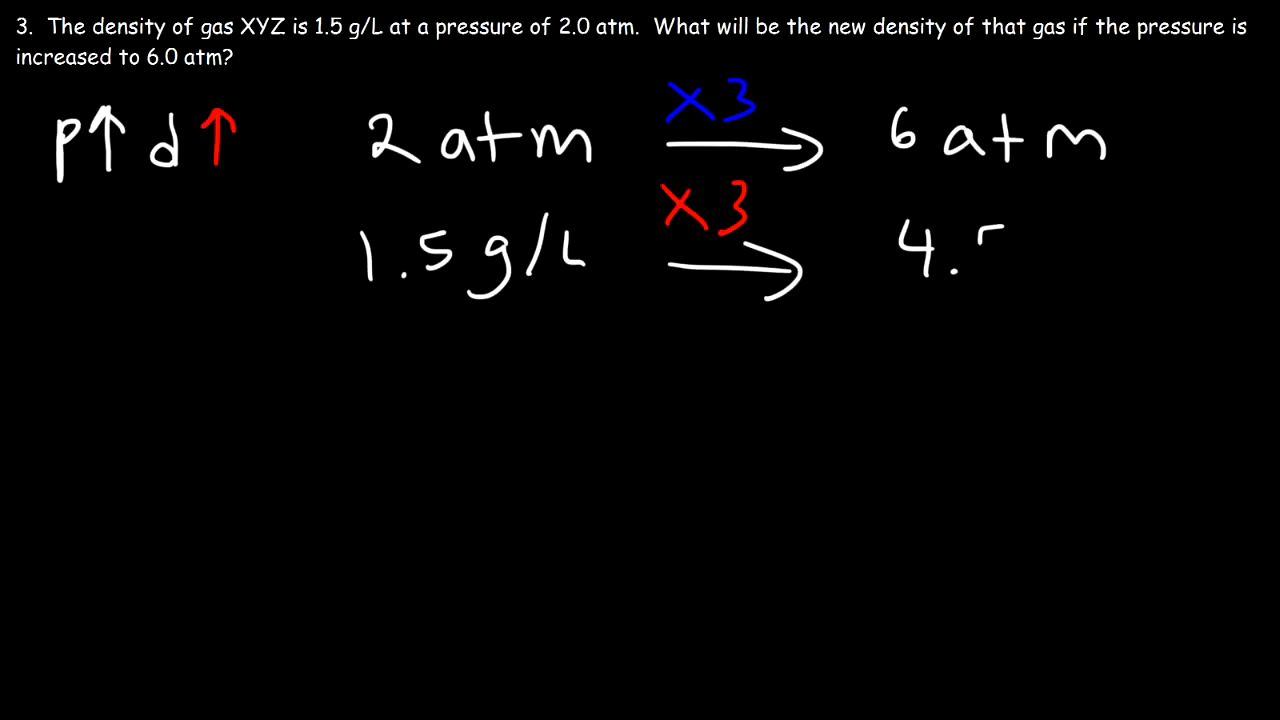 3. The density of gas XYZ is 1.5 g/L at a pressure of 2.0 atm. What will be the new density of that gas if the pressure is
increased to 6.0 atm?
P↑ d↑ 2 atm ×3 → 6 atm
1.5 g/L ×3 → 4.